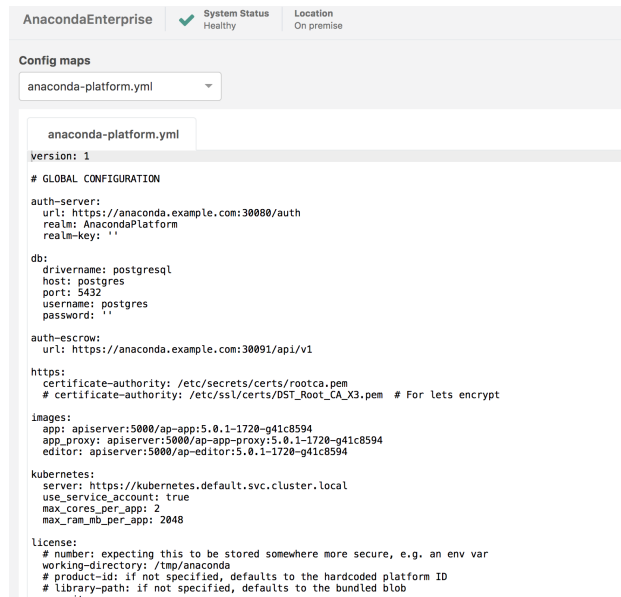 AnacondaEnterprise
System Status
Healthy
Location
On premise
Config maps
anaconda-platform.yml
anaconda-platform.yml
version: 1
# GLOBAL CONFIGURATION
auth-server:
  url: https://anaconda.example.com:30080/auth
  realm: AnacondaPlatform
  realm-key: ''
db:
  drivername: postgresql
  host: postgres
  port: 5432
  username: postgres
  password: ''
auth-escrow:
  url: https://anaconda.example.com:30091/api/v1
https:
  certificate-authority: /etc/secrets/certs/rootca.pem
  # certificate-authority: /etc/ssl/certs/DST_Root_CA_X3.pem  # For lets encrypt
images:
  app: apiserver:5000/ap-app:5.0.1-1720-g41c8594
  app_proxy: apiserver:5000/ap-app-proxy:5.0.1-1720-g41c8594
  editor: apiserver:5000/ap-editor:5.0.1-1720-g41c8594
kubernetes:
  server: https://kubernetes.default.svc.cluster.local
  use_service_account: true
  max_cores_per_app: 2
  max_ram_mb_per_app: 2048
license:
  # number: expecting this to be stored somewhere more secure, e.g. an env var
  working-directory: /tmp/anaconda
  # product-id: if not specified, defaults to the hardcoded platform ID
  # library-path: if not specified, defaults to the bundled blob